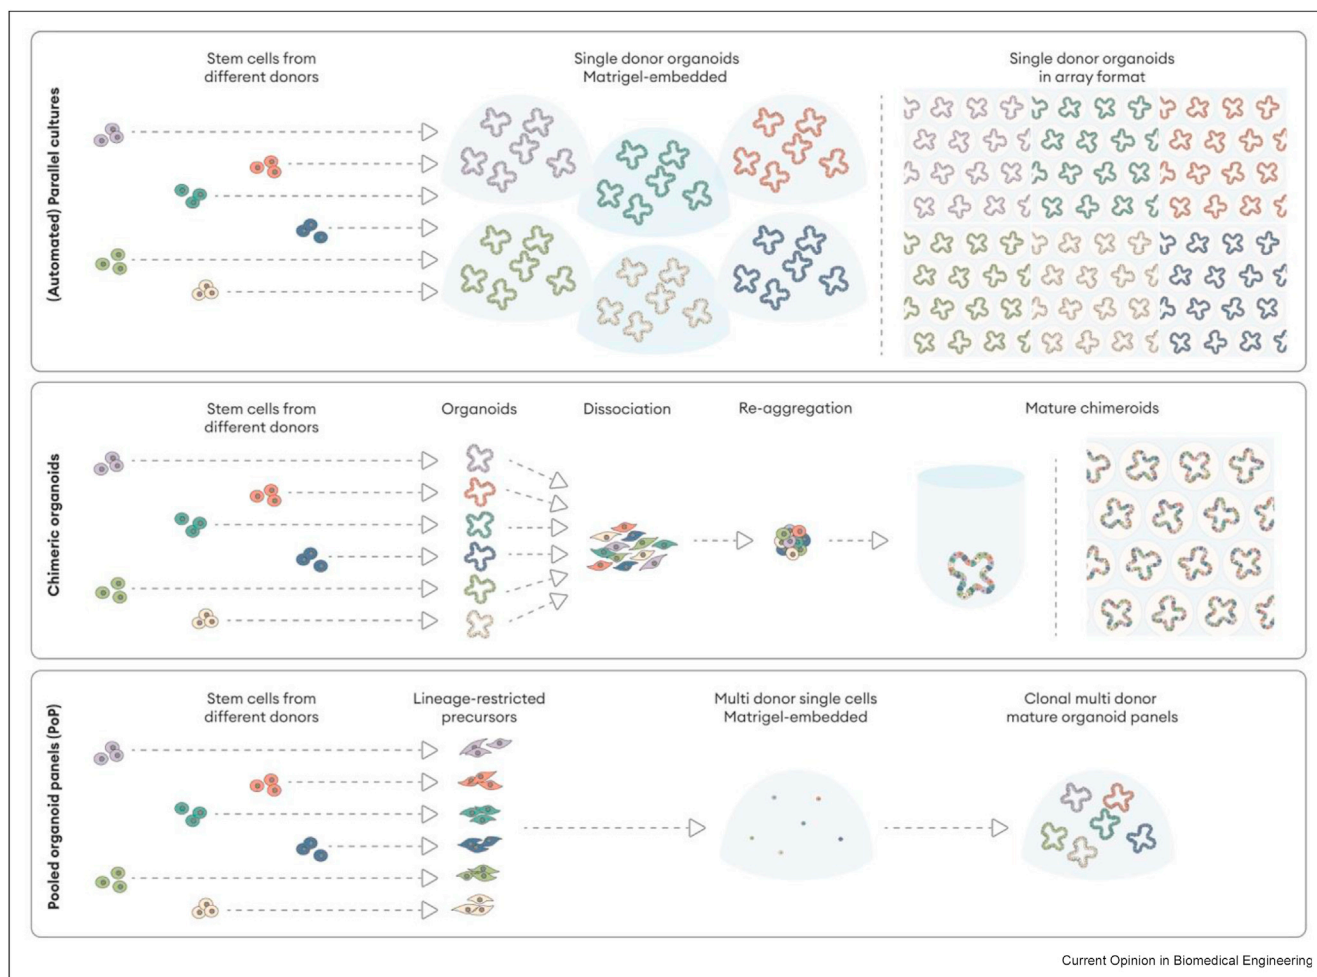 (Automated) Parallel cultures
Stem cells from
different donors
Single donor organoids
Matrigel-embedded
Single donor organoids
in array format
Chimeric organoids
Stem cells from
different donors
Organoids
Dissociation
Re-aggregation
Mature chimeroids
Pooled organoid panels (PoP)
Stem cells from
different donors
Lineage-restricted
precursors
Multi donor single cells
Matrigel-embedded
Clonal multi donor
mature organoid panels
Current Opinion in Biomedical Engineering